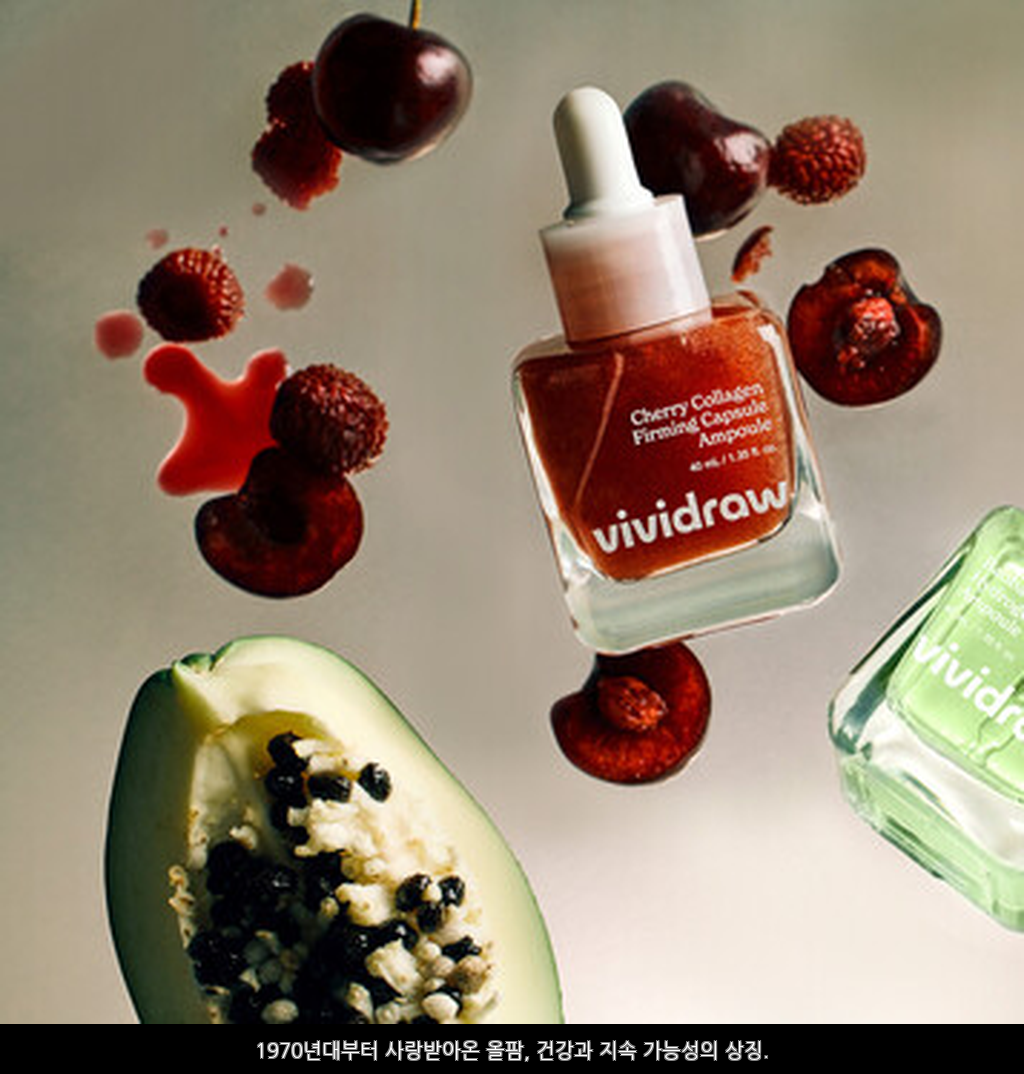 Cherry Collagen
Firming Capsule
Ampoule
40 mL / 1.35 fl. oz.
vividraw
Ampoule
1970년대부터 사랑받아온 올팜, 건강과 지속 가능성의 상징.